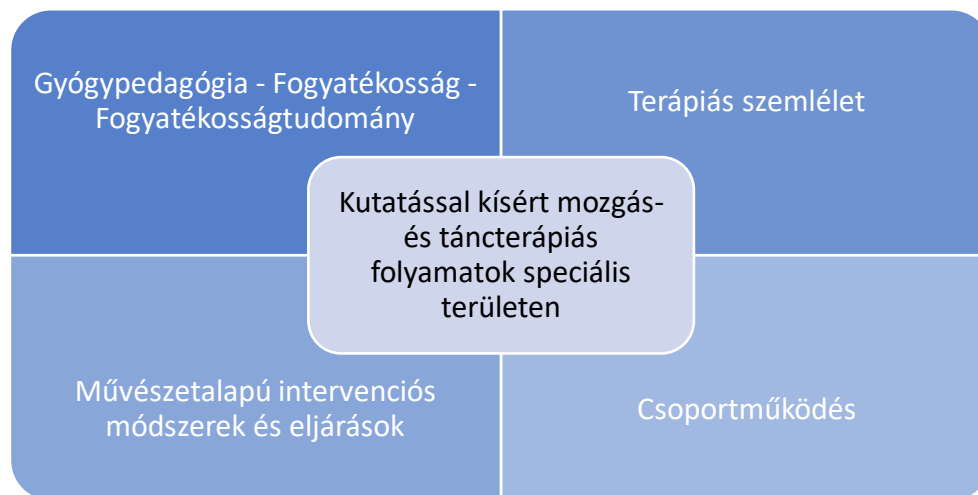 Gyógypedagógia - Fogyatékosság -
Fogyatékosságtudomány
Terápiás szemlélet
Kutatással kísért mozgás-
és táncterápiás
folyamatok speciális
területen
Művészetalapú intervenciós
módszerek és eljárások
Csoportműködés